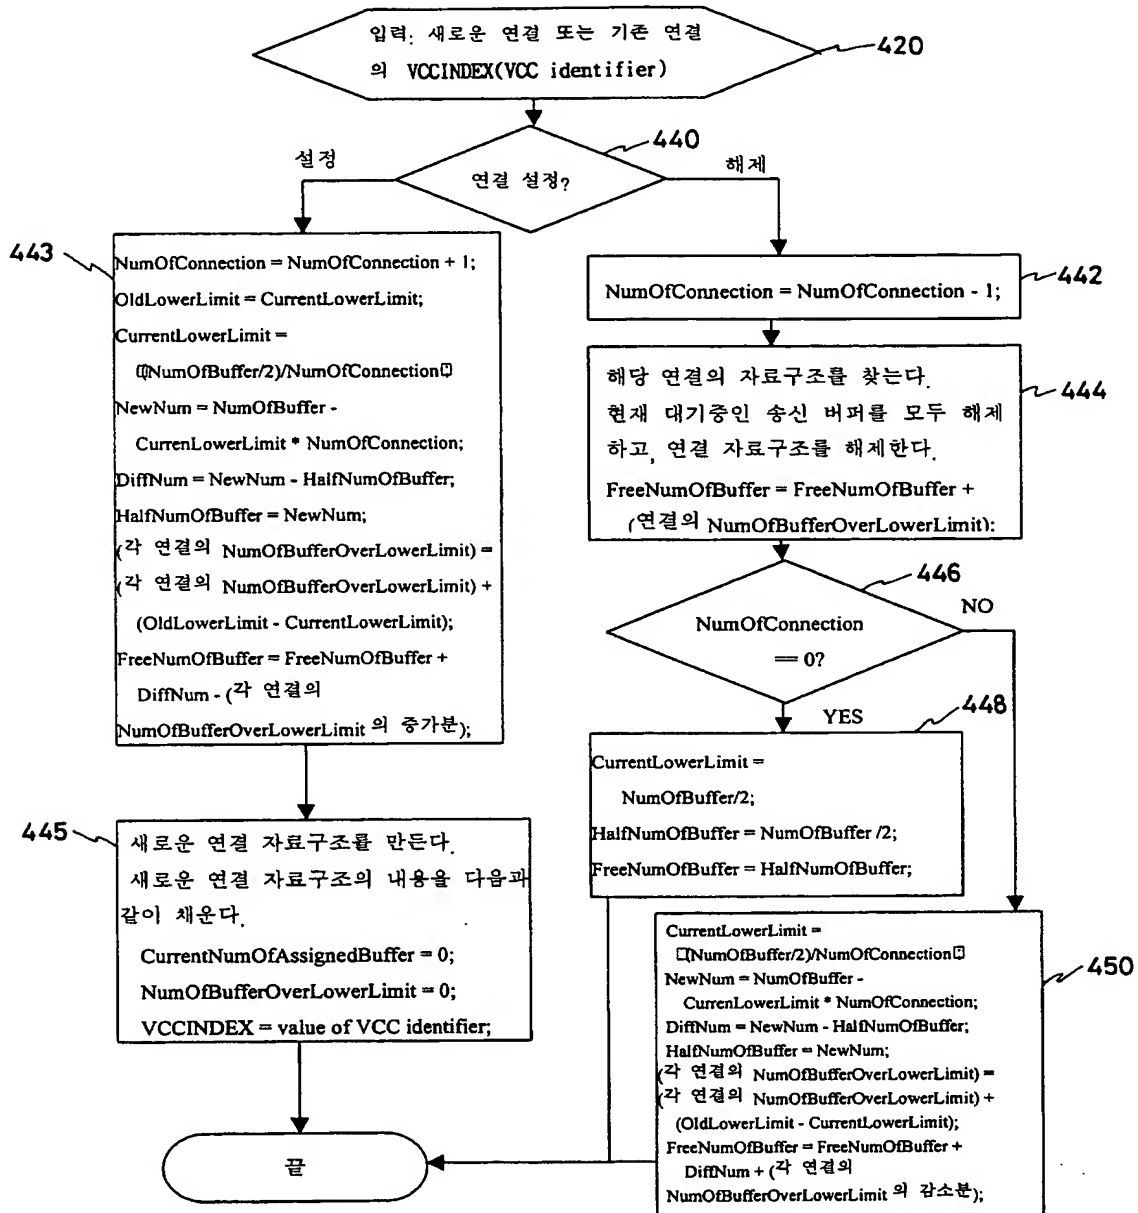 입력: 새로운 연결 또는 기존 연결
의 VCCINDEX(VCC identifier)
420
440
설정
연결 설정?
해제
443
NumOfConnection = NumOfConnection + 1;
OldLowerLimit = CurrentLowerLimit;
CurrentLowerLimit =
(NumOfBuffer/2)/NumOfConnection
NewNum = NumOfBuffer -
CurrenLowerLimit * NumOfConnection;
DiffNum = NewNum - HalfNumOfBuffer;
HalfNumOfBuffer = NewNum;
(각 연결의 NumOfBufferOverLowerLimit) =
(각 연결의 NumOfBufferOverLowerLimit) +
(OldLowerLimit - CurrentLowerLimit);
FreeNumOfBuffer = FreeNumOfBuffer +
DiffNum - (각 연결의
NumOfBufferOverLowerLimit 의 증가분);
442
NumOfConnection = NumOfConnection - 1;
444
해당 연결의 자료구조를 찾는다.
현재 대기중인 송신 버퍼를 모두 해제
하고, 연결 자료구조를 해제한다.
FreeNumOfBuffer = FreeNumOfBuffer +
(연결의 NumOfBufferOverLowerLimit);
446
NumOfConnection
== 0?
NO
YES
448
CurrentLowerLimit =
NumOfBuffer/2;
HalfNumOfBuffer = NumOfBuffer /2;
FreeNumOfBuffer = HalfNumOfBuffer;
445
새로운 연결 자료구조를 만든다.
새로운 연결 자료구조의 내용을 다음과
같이 채운다.
CurrentNumOfAssignedBuffer = 0;
NumOfBufferOverLowerLimit = 0;
VCCINDEX = value of VCC identifier;
450
CurrentLowerLimit =
(NumOfBuffer/2)/NumOfConnection
NewNum = NumOfBuffer -
CurrenLowerLimit * NumOfConnection;
DiffNum = NewNum - HalfNumOfBuffer;
HalfNumOfBuffer = NewNum;
(각 연결의 NumOfBufferOverLowerLimit) =
(각 연결의 NumOfBufferOverLowerLimit) +
(OldLowerLimit - CurrentLowerLimit);
FreeNumOfBuffer = FreeNumOfBuffer +
DiffNum + (각 연결의
NumOfBufferOverLowerLimit 의 감소분);
끝